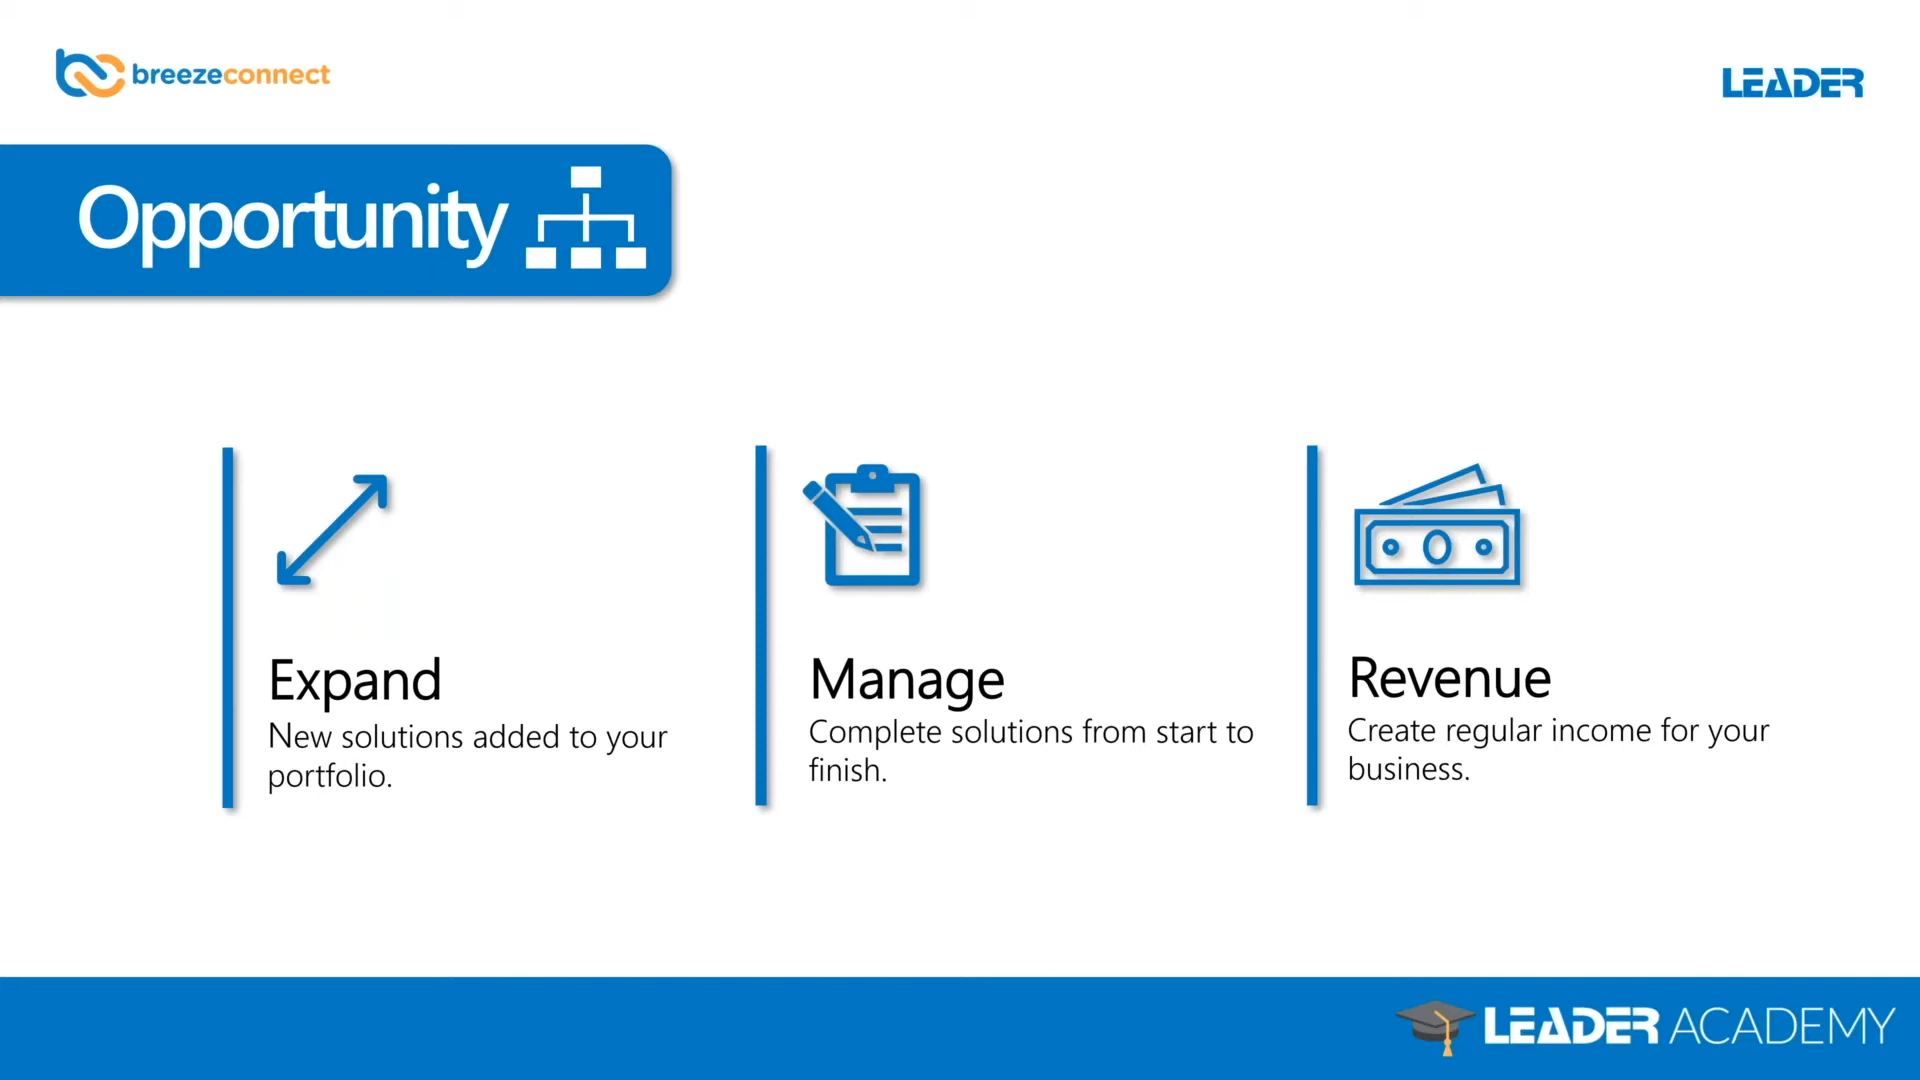 breezeconnect
LEADER
Opportunity
Expand
New solutions added to your
portfolio.
Manage
Complete solutions from start to
finish.
Revenue
Create regular income for your
business.
LEADER ACADEMY